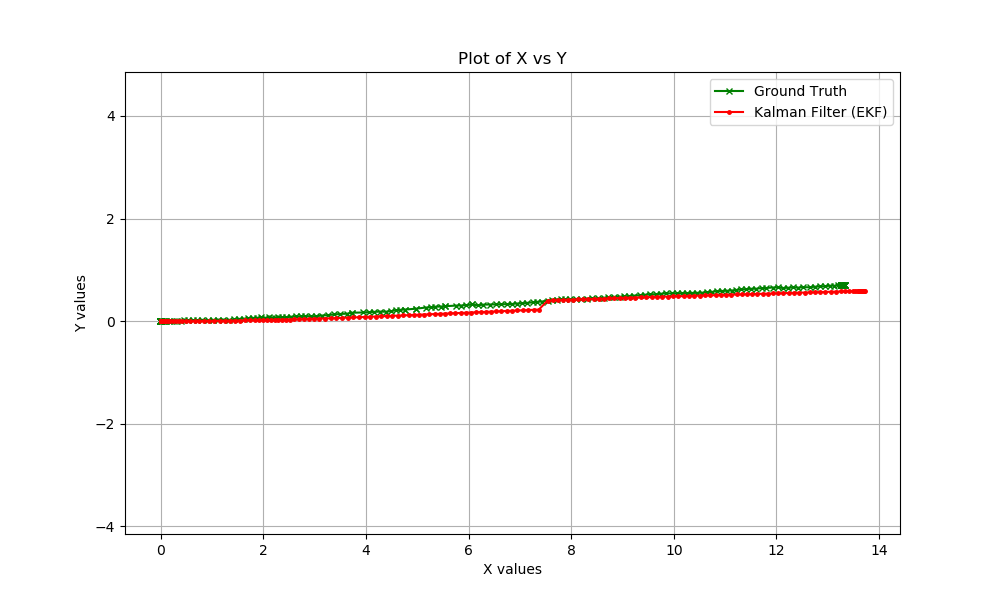 Plot of X vs Y
Ground Truth
Kalman Filter (EKF)
4
2
0
−2
−4
Y values
0 2 4 6 8 10 12 14
X values